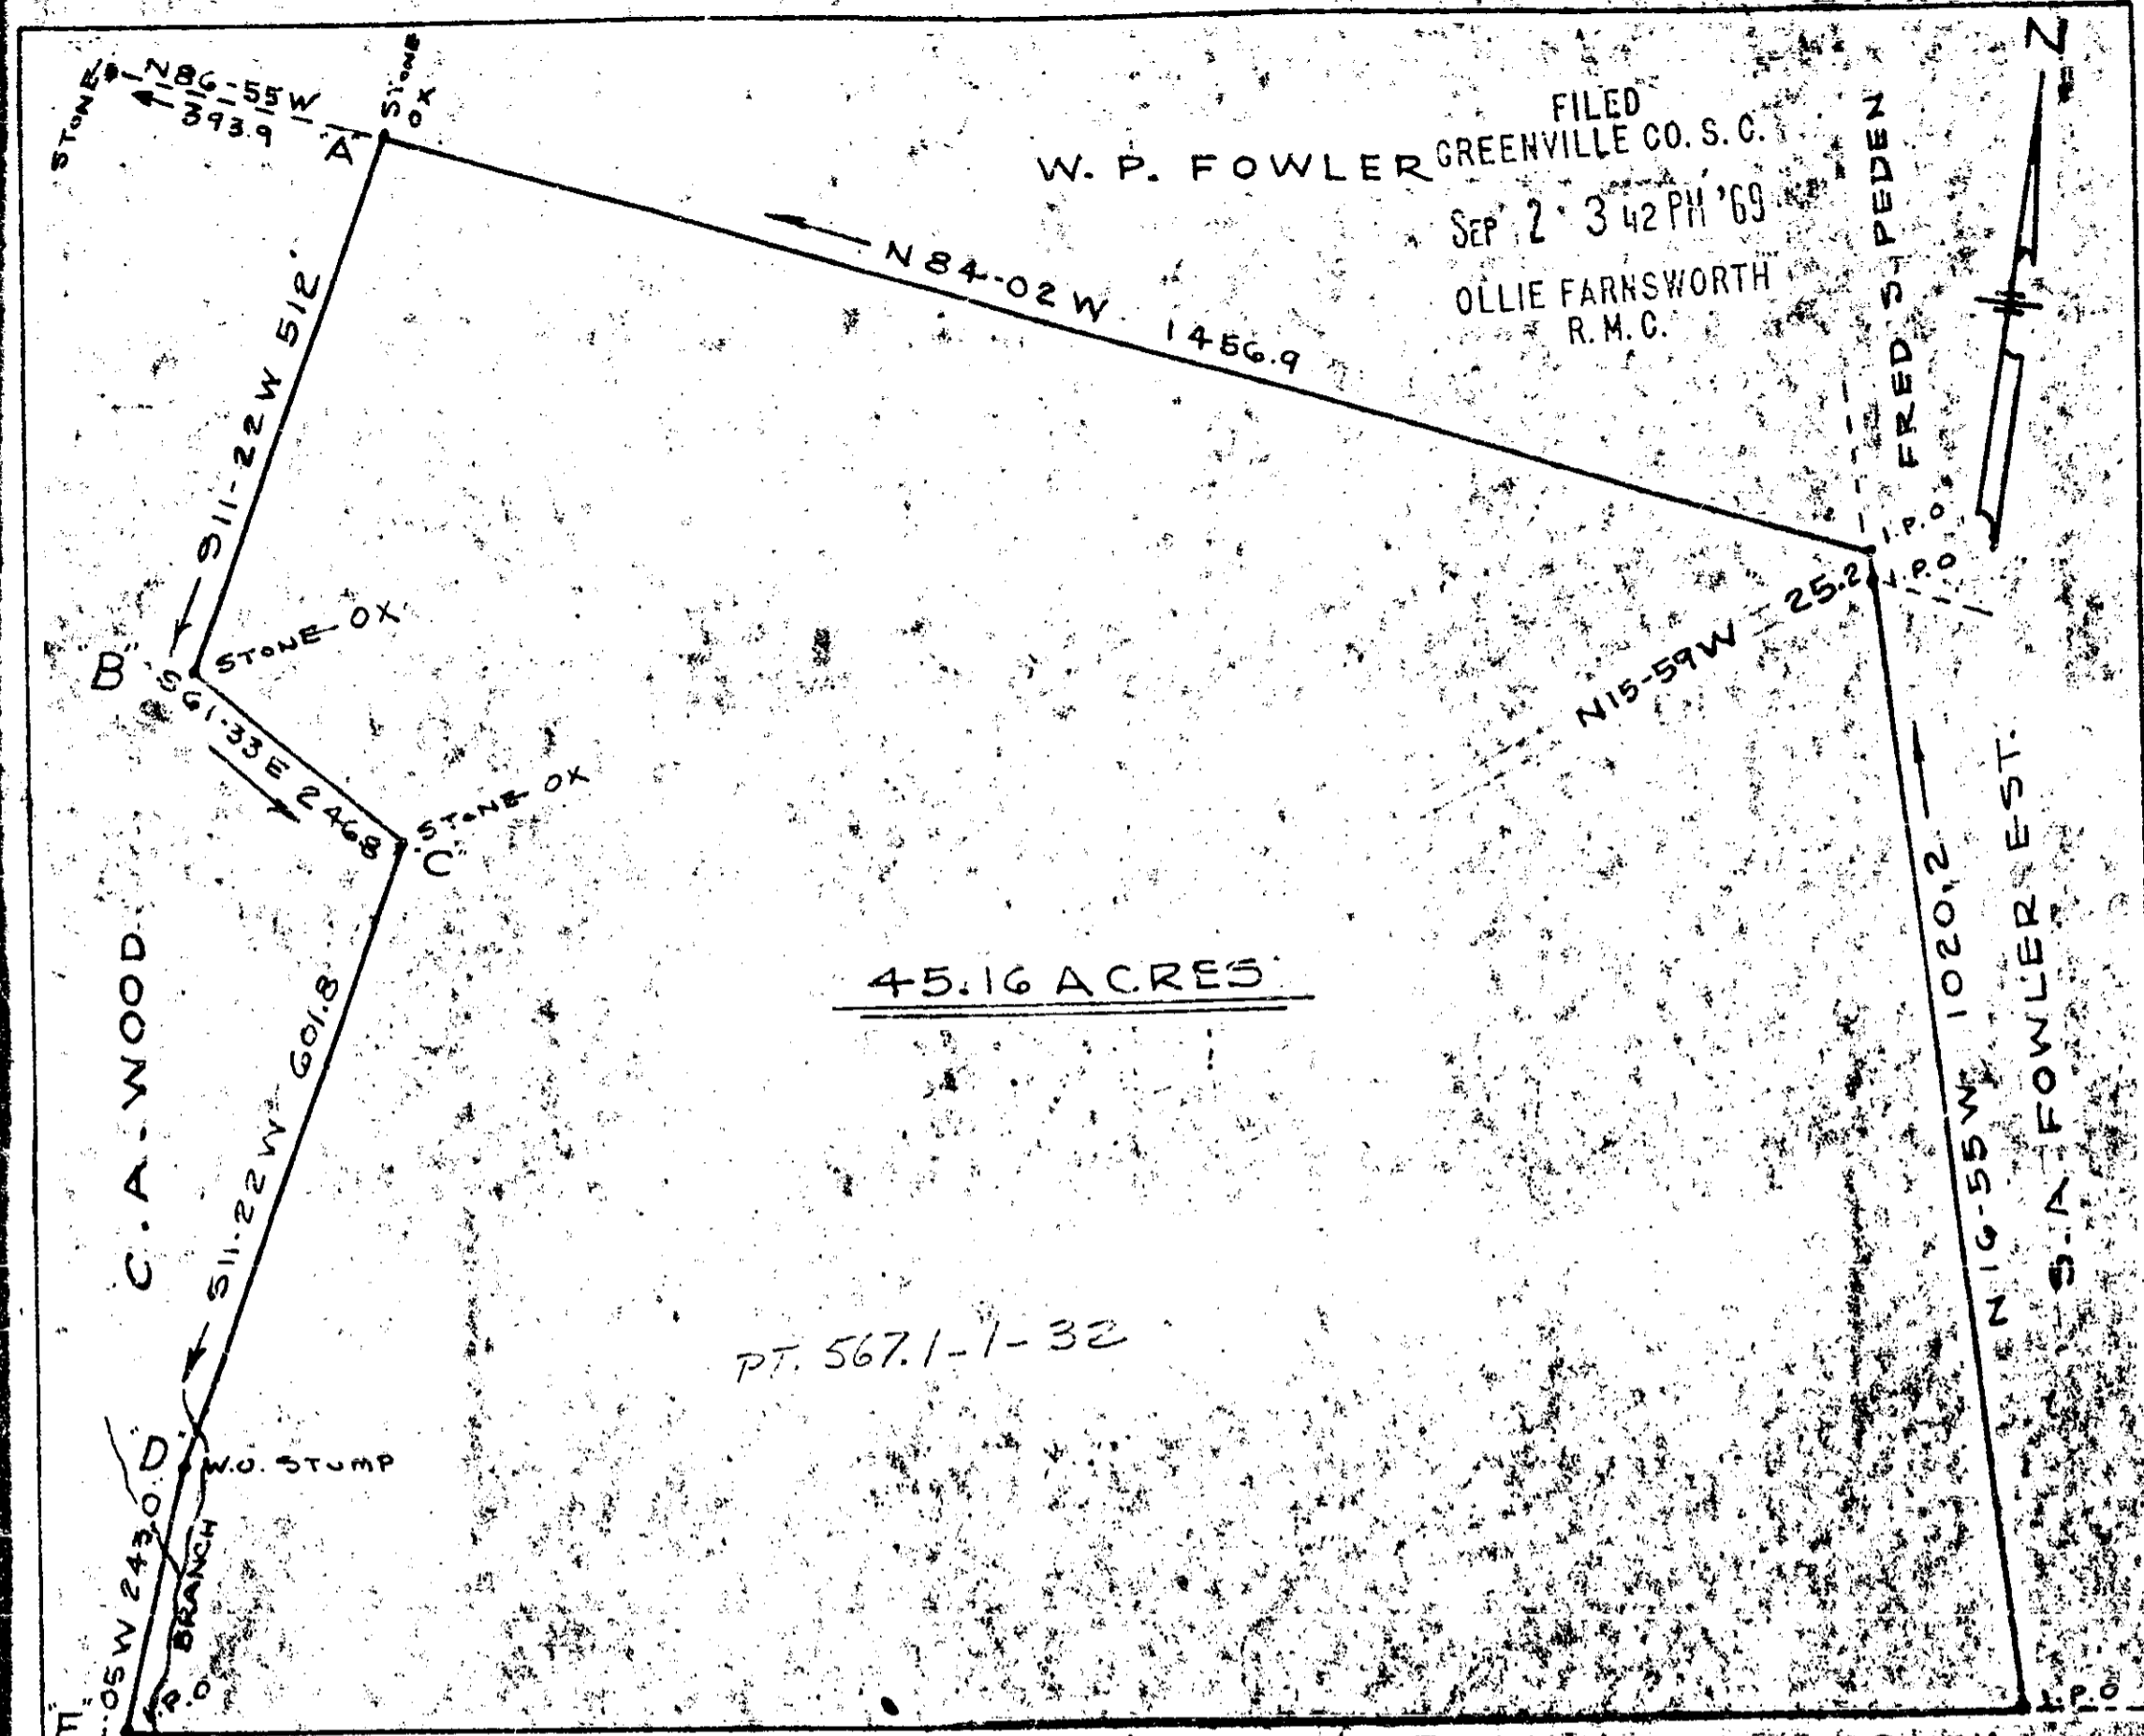 STONE
N86-55W
393.9
"A"
STONE
OX
W. P. FOWLER
FILED
GREENVILLE CO. S. C.
SEP 2 3 42 PM '69
OLLIE FARNSWORTH
R. M. C.
FRED S. PEDEN
N
N 84-02 W 1456.9
S11-22W 512'
I.P.O
I.P.O
N15-59W 25.2
"B"
STONE OX
S61-33E 246.8
STONE OX
"C"
C. A. WOOD
S11-22W 601.8
45.16 ACRES
1020.2
N 16-55W
S. A. FOWLER EST.
PT. 567.1-1-32
"D"
W.O. STUMP
05W 243.0
BRANCH
I.P.O